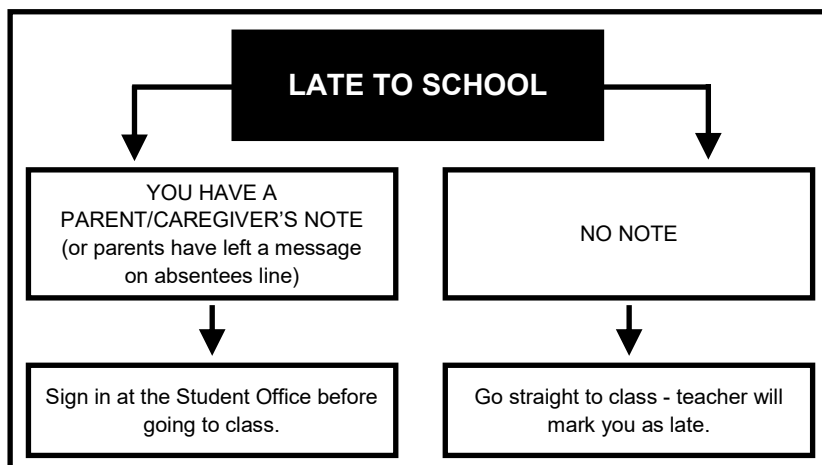 LATE TO SCHOOL
YOU HAVE A
PARENT/CAREGIVER’S NOTE
(or parents have left a message
on absentees line)
NO NOTE
Sign in at the Student Office before
going to class.
Go straight to class - teacher will
mark you as late.